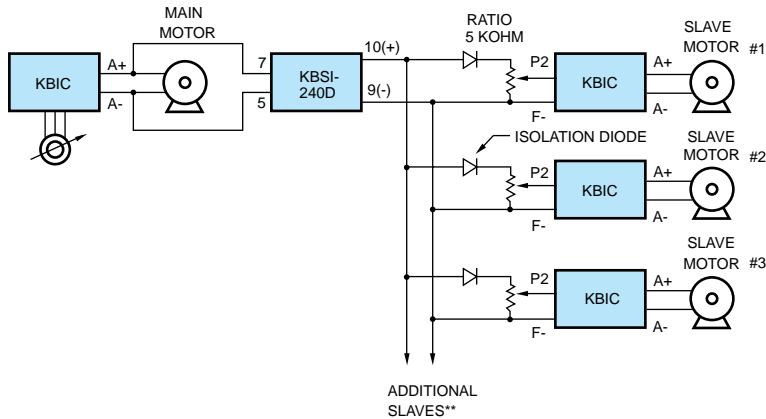 MAIN
MOTOR
KBIC
A+
A-
7
5
KBSI-
240D
10(+)
9(-)
RATIO
5 KOHM
P2
F-
KBIC
A+
A-
SLAVE
MOTOR #1
ISOLATION DIODE
P2
F-
KBIC
A+
A-
SLAVE
MOTOR #2
P2
F-
KBIC
A+
A-
SLAVE
MOTOR #3
ADDITIONAL
SLAVES**